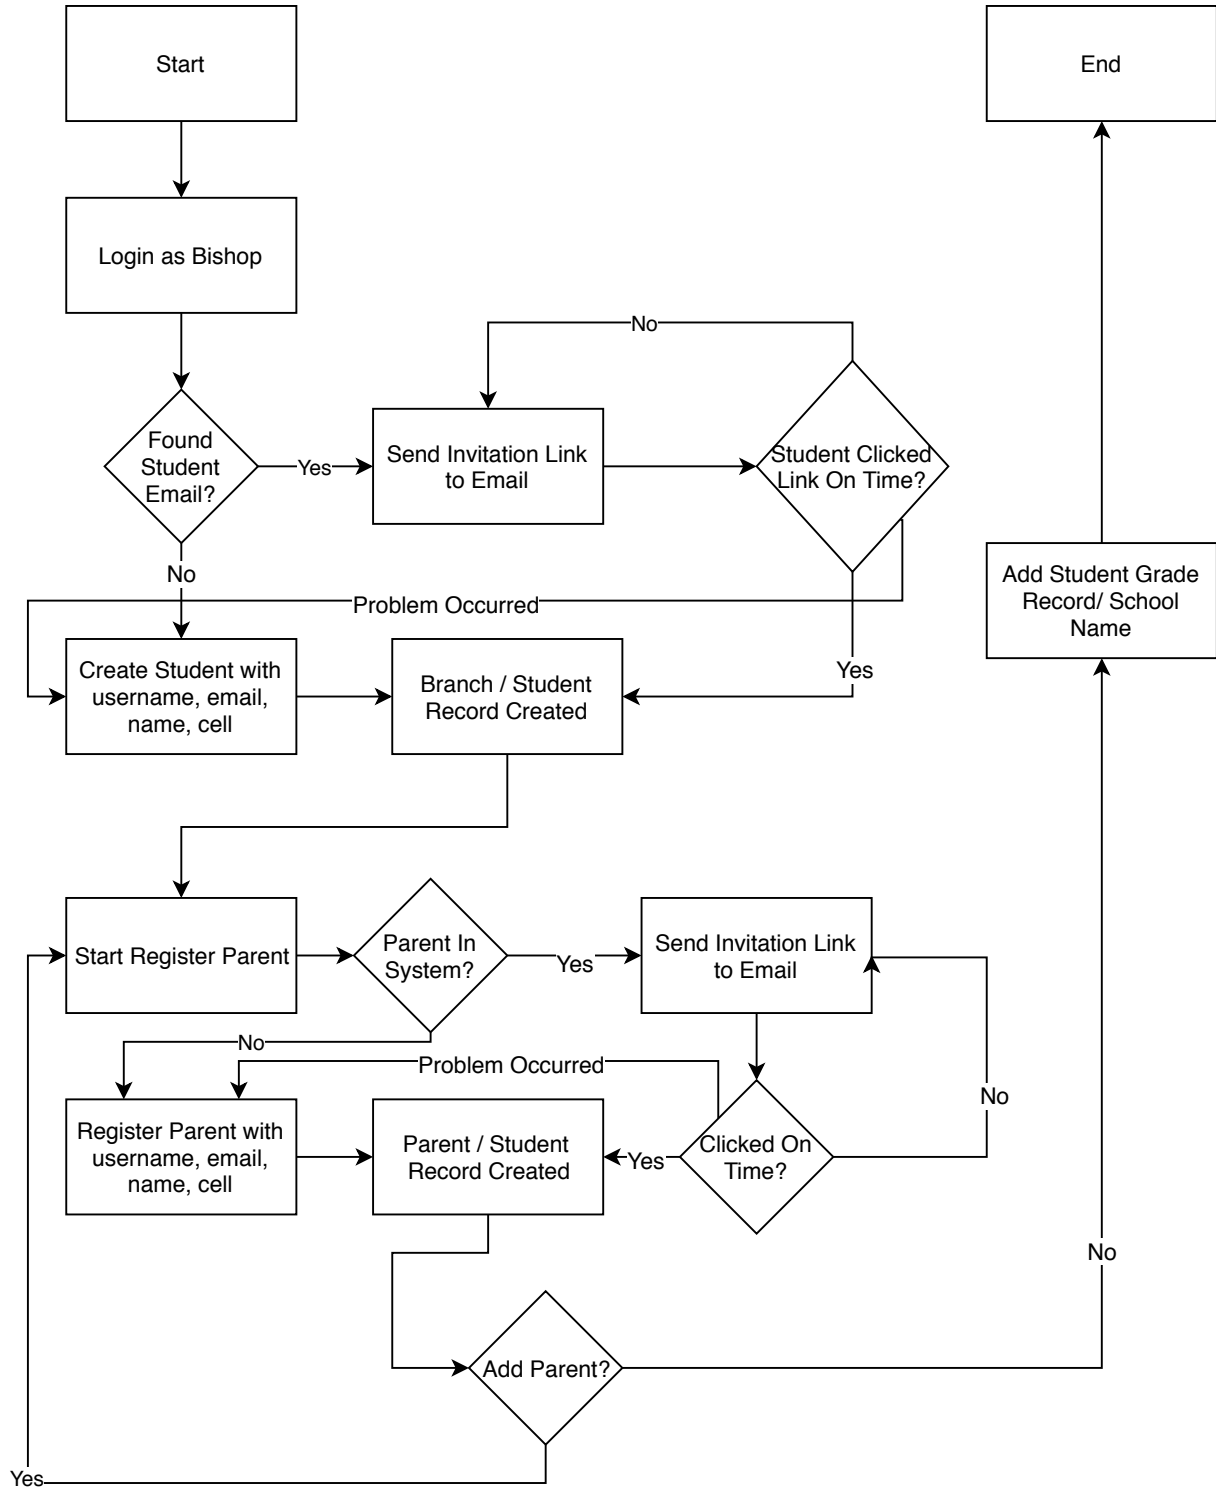 Start
End
Login as Bishop
No
Found
Student
Email?
Yes
Send Invitation Link
to Email
Student Clicked
Link On Time?
No
Problem Occurred
Add Student Grade
Record/ School
Name
Create Student with
username, email,
name, cell
Branch / Student
Record Created
Yes
Start Register Parent
Parent In
System?
Yes
Send Invitation Link
to Email
No
Problem Occurred
No
Register Parent with
username, email,
name, cell
Parent / Student
Record Created
Yes
Clicked On
Time?
No
Add Parent?
Yes